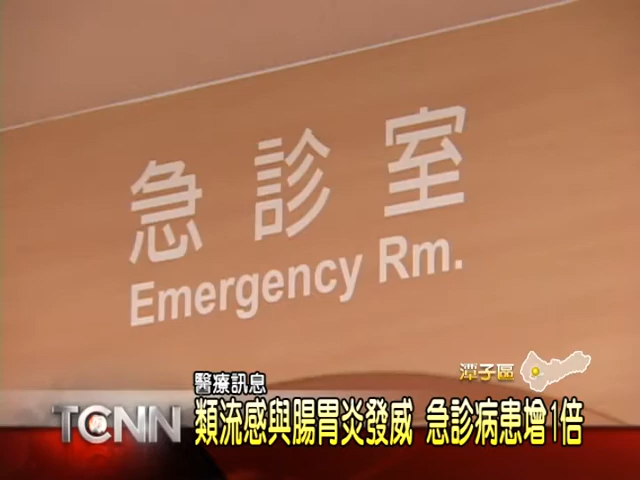 急診室
Emergency Rm.
醫療訊息
潭子區
TCNN
類流感與腸胃炎發威 急診病患增1倍